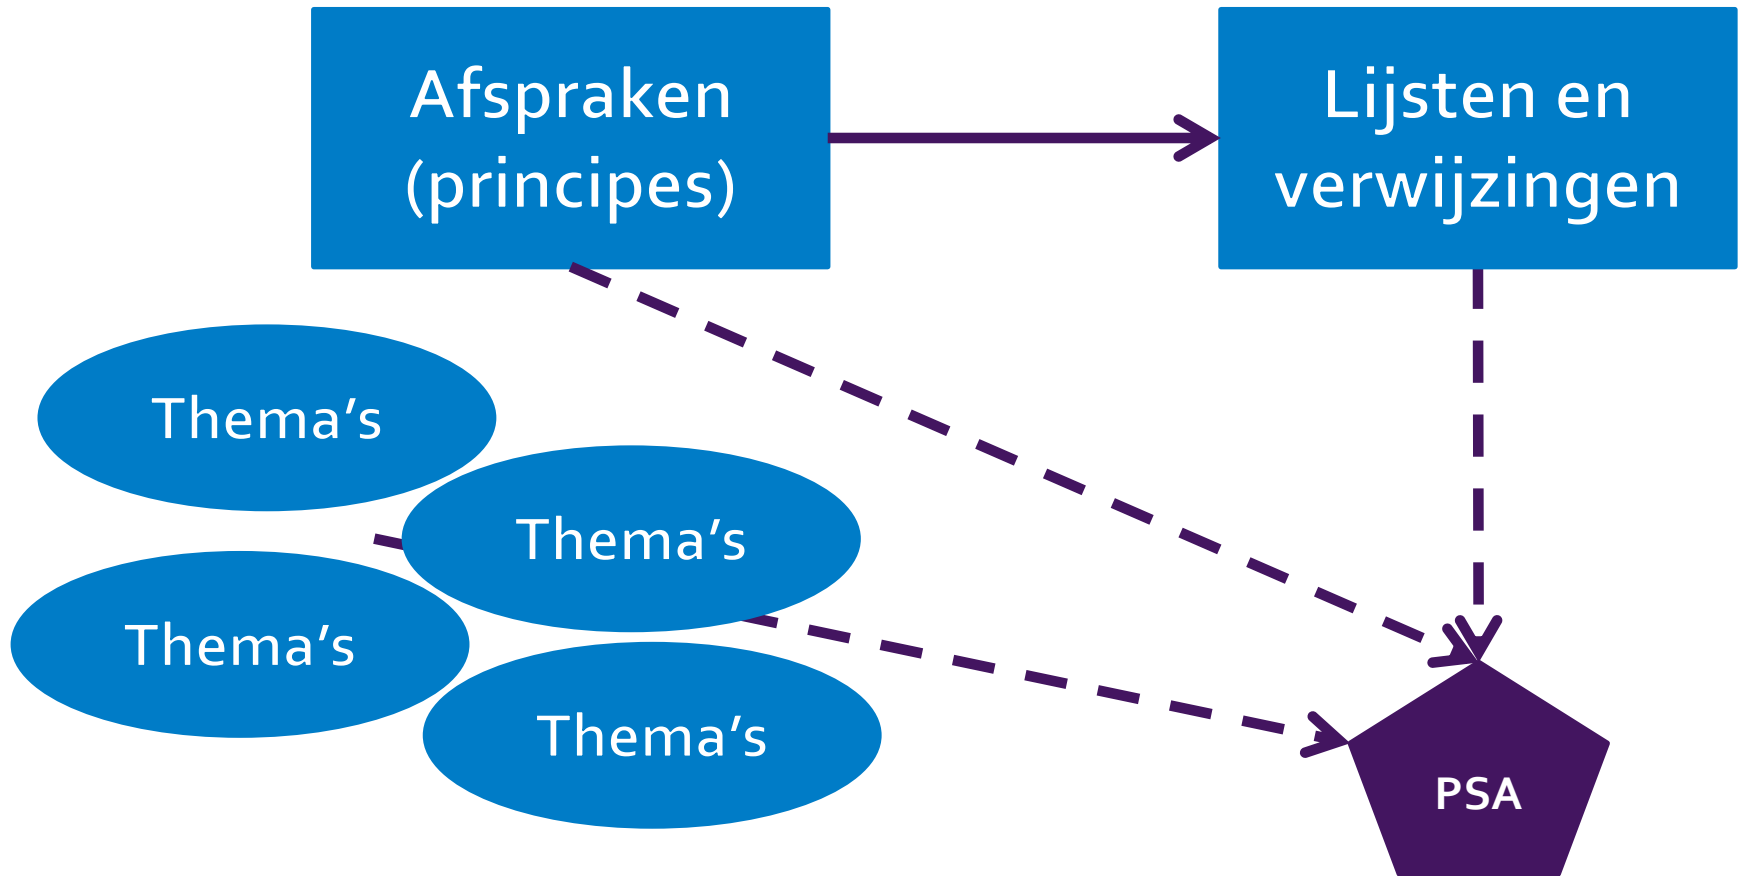 Afspraken
(principes)
Lijsten en
verwijzingen
Thema’s
Thema’s
Thema’s
Thema’s
PSA